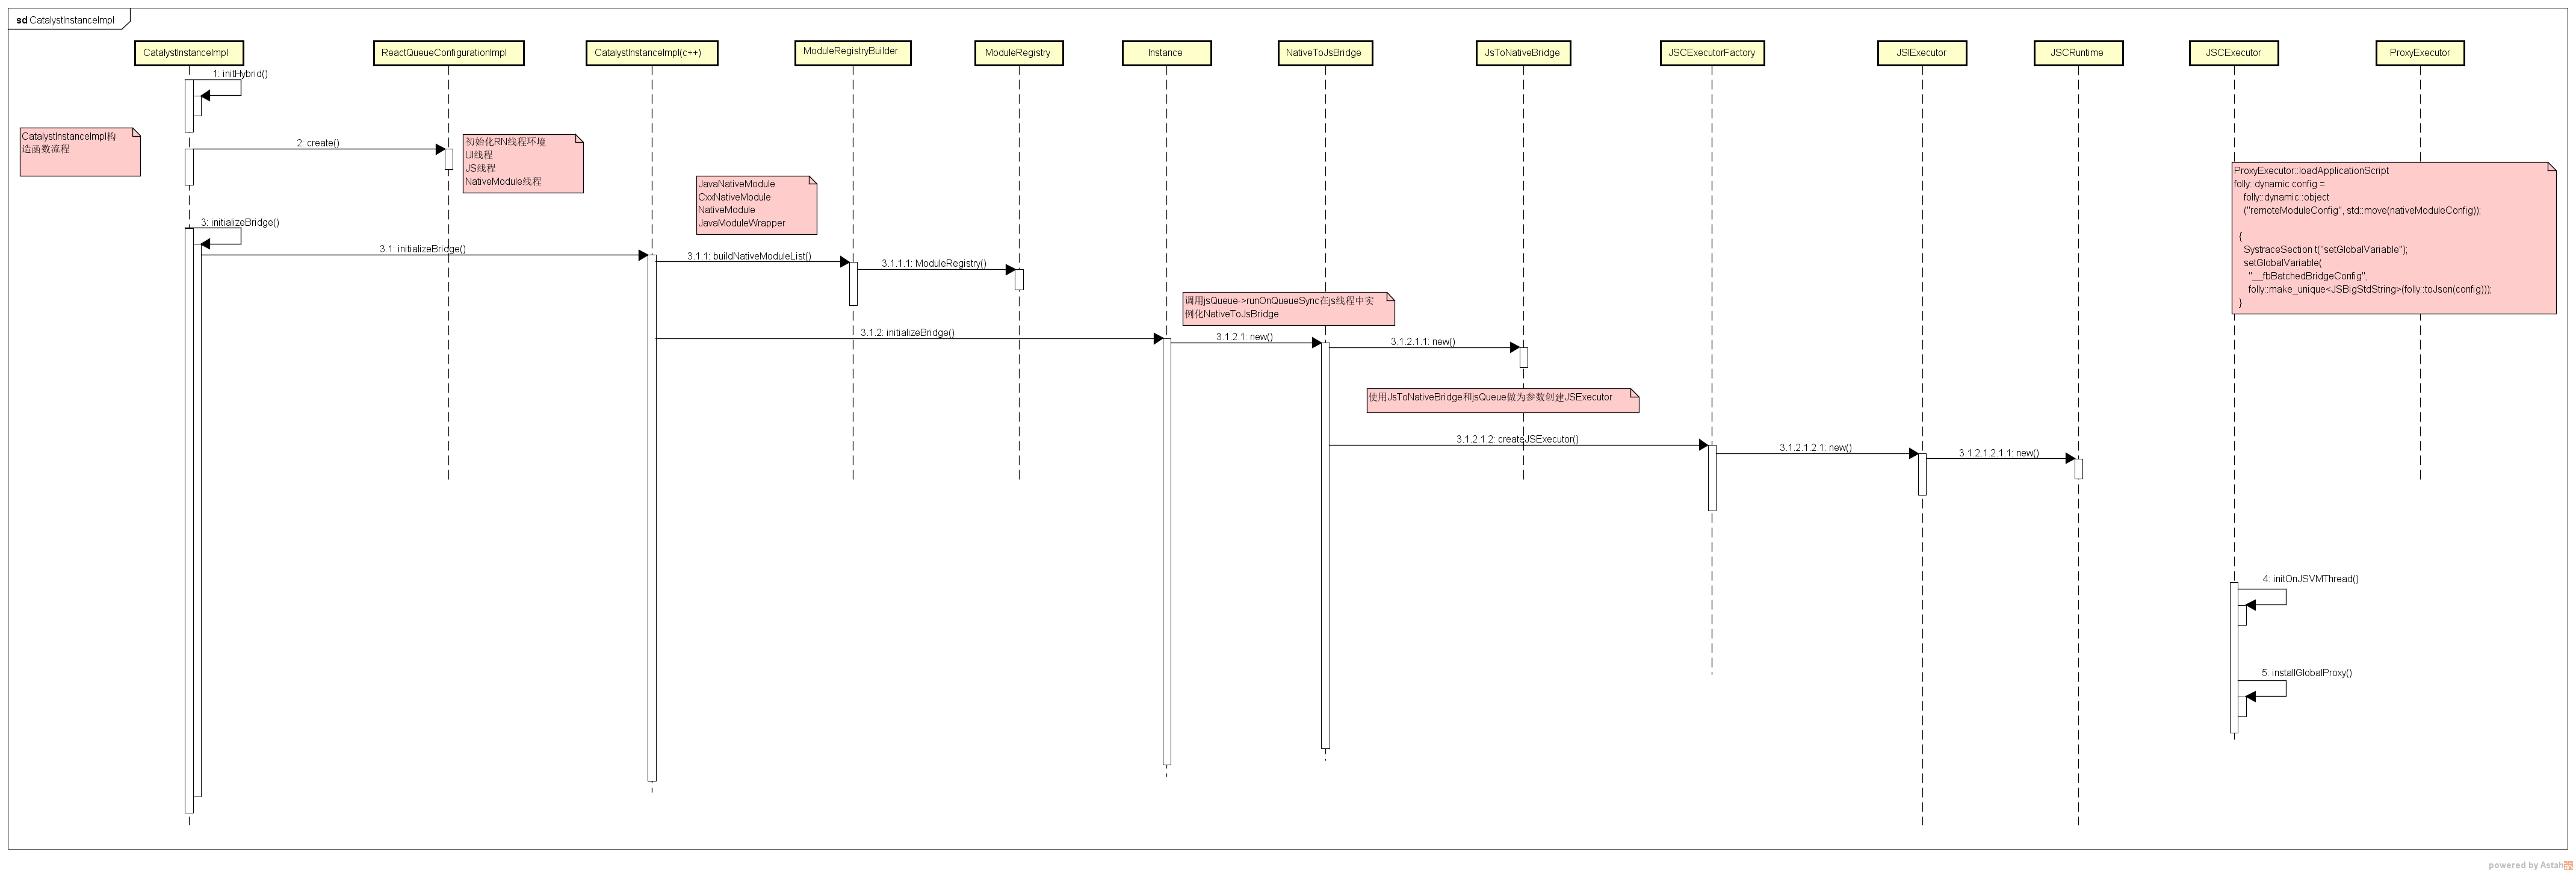 sd CatalystInstanceImpl
CatalystInstanceImpl
ReactQueueConfigurationImpl
CatalystInstanceImpl(c++)
ModuleRegistryBuilder
ModuleRegistry
Instance
NativeToJsBridge
JsToNativeBridge
JSCExecutorFactory
JSIExecutor
JSCRuntime
JSCExecutor
ProxyExecutor
1: initHybrid()
CatalystInstanceImpl构
造函数流程
2: create()
初始化RN线程环境
UI线程
JS线程
NativeModule线程
JavaNativeModule
CxxNativeModule
NativeModule
JavaModuleWrapper
ProxyExecutor::loadApplicationScript
folly::dynamic config =
folly::dynamic::object
("remoteModuleConfig", std::move(nativeModuleConfig));
{
SystraceSection t("setGlobalVariable");
setGlobalVariable(
"__fbBatchedBridgeConfig",
folly::make_unique<JSBigStdString>(folly::toJson(config)));
}
3: initializeBridge()
3.1: initializeBridge()
3.1.1: buildNativeModuleList()
3.1.1.1: ModuleRegistry()
调用jsQueue->runOnQueueSync在js线程中实
例化NativeToJsBridge
3.1.2: initializeBridge()
3.1.2.1: new()
3.1.2.1.1: new()
使用JsToNativeBridge和jsQueue做为参数创建JSExecutor
3.1.2.1.2: createJSExecutor()
3.1.2.1.2.1: new()
3.1.2.1.2.1.1: new()
4: initOnJSVMThread()
5: installGlobalProxy()
powered by Astah